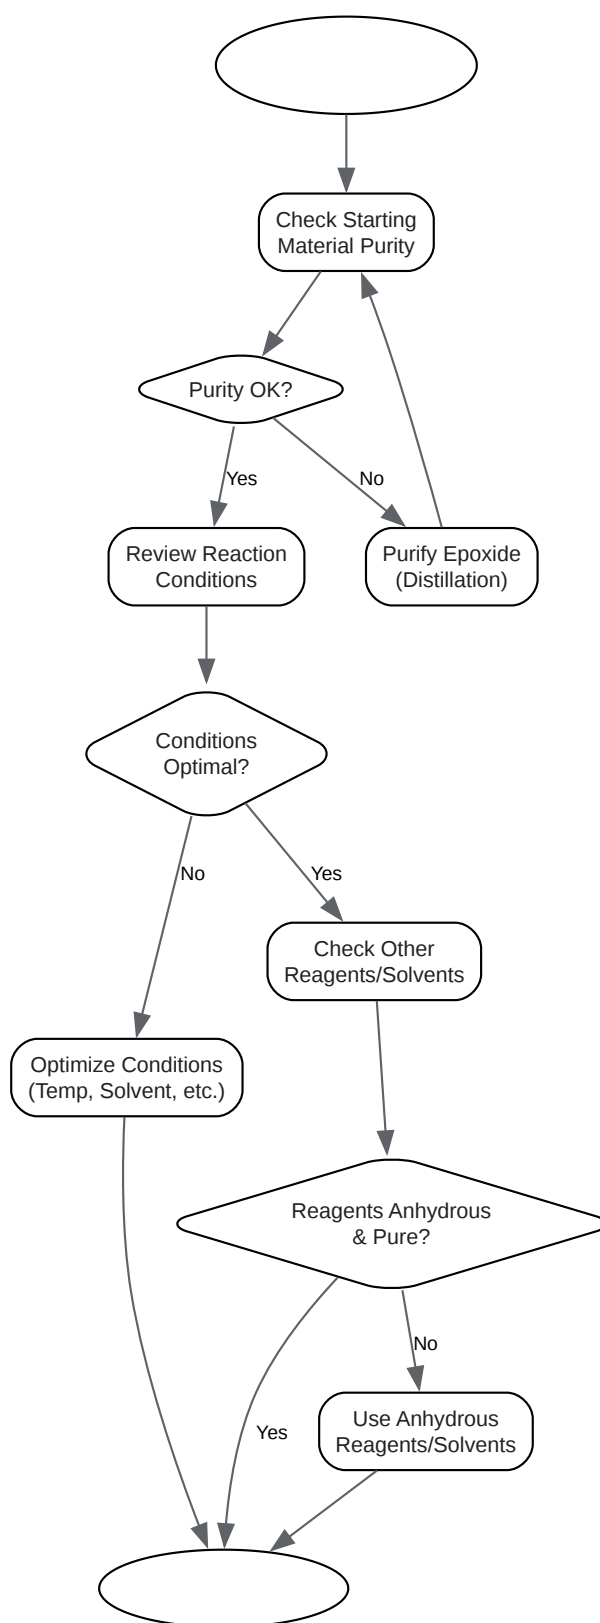 Check Starting
Material Purity
Purity OK?
Yes
No
Review Reaction
Conditions
Purify Epoxide
(Distillation)
Conditions
Optimal?
No
Yes
Check Other
Reagents/Solvents
Optimize Conditions
(Temp, Solvent, etc.)
Reagents Anhydrous
& Pure?
No
Yes
Use Anhydrous
Reagents/Solvents